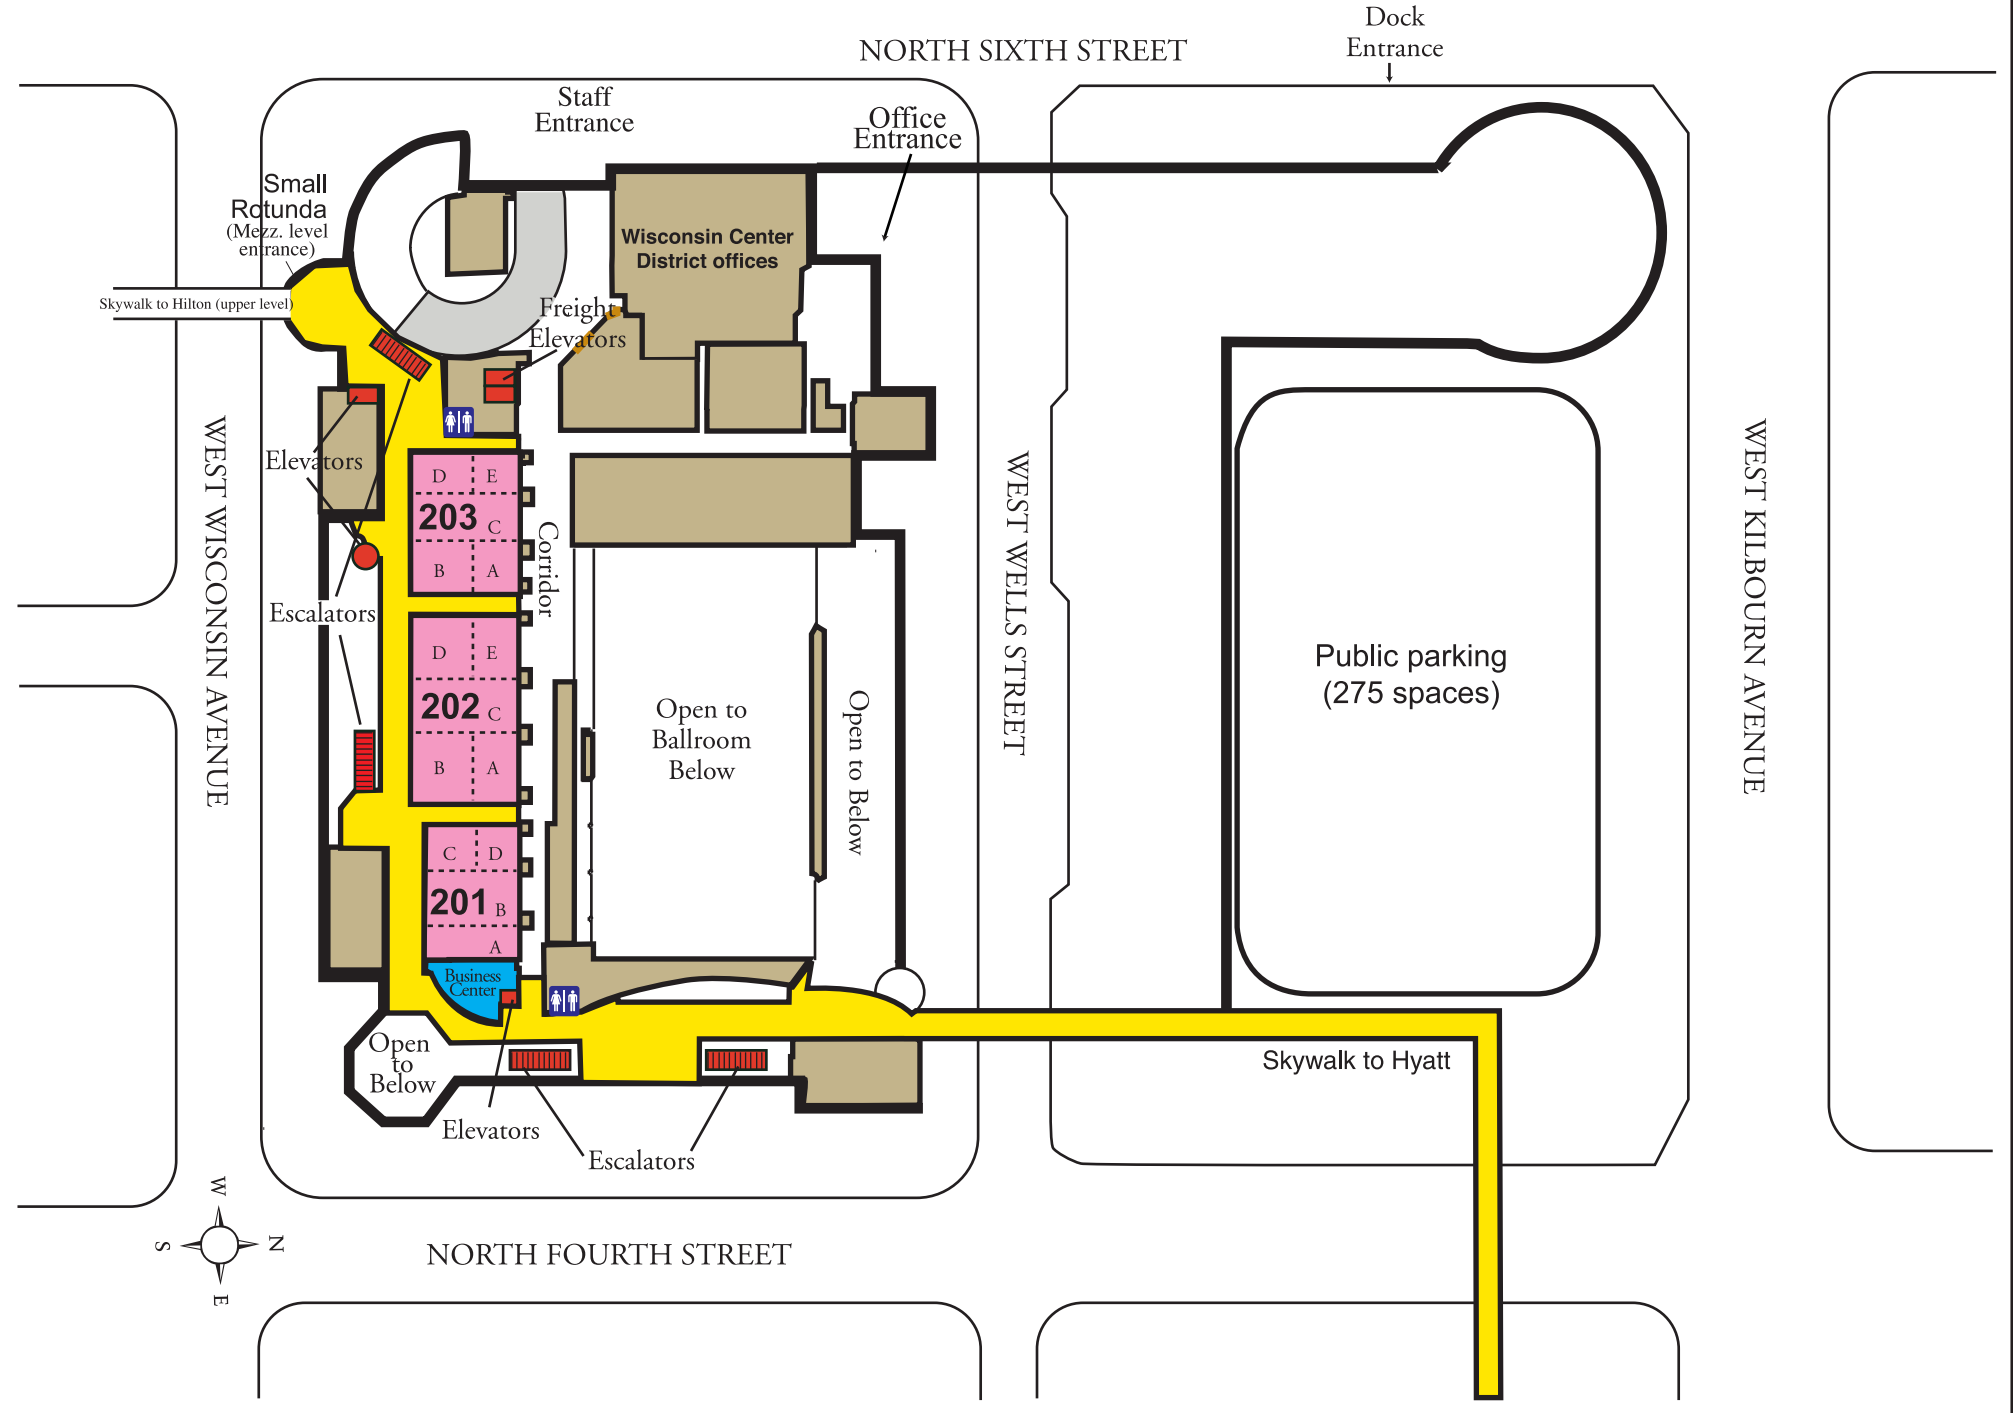 Dock
Entrance
NORTH SIXTH STREET
Staff
Entrance
Office
Entrance
Small
Rotunda
(Mezz. level
entrance)
Wisconsin Center
District offices
Skywalk to Hilton (upper level)
Freight
Elevators
Elevators
Escalators
D
E
203
C
B
A
Corridor
D
E
202
C
B
A
C
D
201
B
A
Business
Center
Open to
Ballroom
Below
Open to Below
WEST WISCONSIN AVENUE
WEST WELLS STREET
WEST KILBOURN AVENUE
Public parking
(275 spaces)
Open
to
Below
Skywalk to Hyatt
Elevators
Escalators
W
S
N
E
NORTH FOURTH STREET